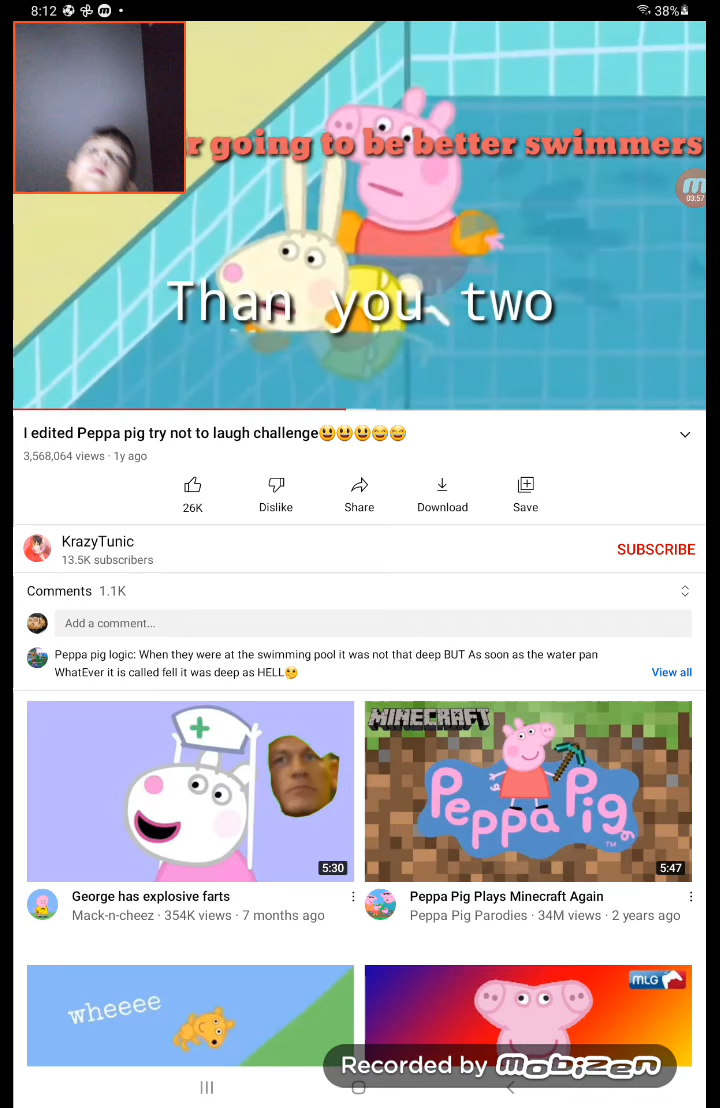 8:12
38%
r going to be better swimmers
Than you two
03:57
I edited Peppa pig try not to laugh challenge😃😃😃😄😄
3,568,064 views · 1y ago
26K
Dislike
Share
Download
Save
KrazyTunic
13.5K subscribers
SUBSCRIBE
Comments 1.1K
Add a comment...
Peppa pig logic: When they were at the swimming pool it was not that deep BUT As soon as the water pan
WhatEver it is called fell it was deep as HELL🤔
View all
MINECRAFT
Peppa Pig
TM
5:30
5:47
George has explosive farts
Mack-n-cheez · 354K views · 7 months ago
Peppa Pig Plays Minecraft Again
Peppa Pig Parodies · 34M views · 2 years ago
wheeee
MLG
Recorded by mobizen